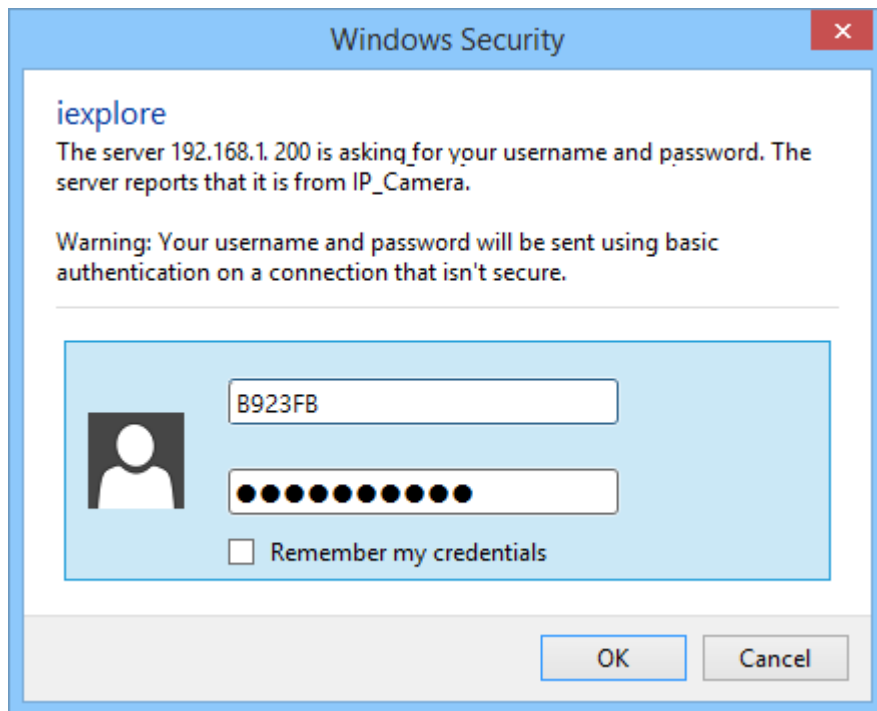 Windows Security
iexplore
The server 192.168.1. 200 is asking for your username and password. The
server reports that it is from IP_Camera.
Warning: Your username and password will be sent using basic
authentication on a connection that isn't secure.
B923FB
●●●●●●●●●●
Remember my credentials
OK
Cancel